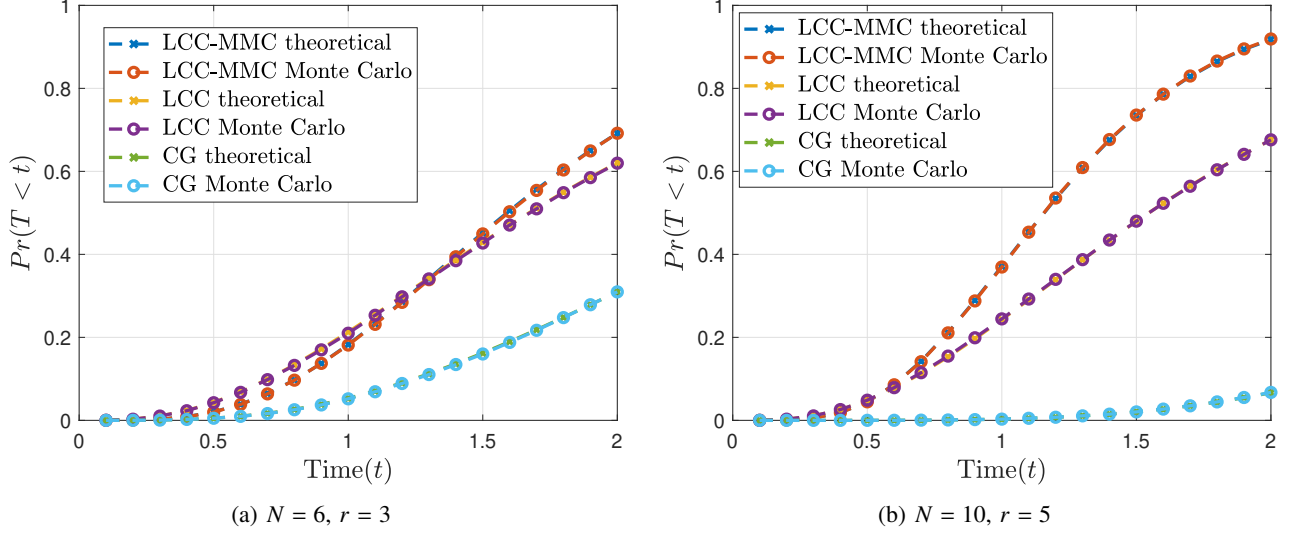 1
0.8
0.6
0.4
0.2
0
Pr(T < t)
LCC-MMC theoretical
LCC-MMC Monte Carlo
LCC theoretical
LCC Monte Carlo
CG theoretical
CG Monte Carlo
0 0.5 1 1.5 2
Time(t)
(a) N = 6, r = 3
1
0.8
0.6
0.4
0.2
0
Pr(T < t)
LCC-MMC theoretical
LCC-MMC Monte Carlo
LCC theoretical
LCC Monte Carlo
CG theoretical
CG Monte Carlo
0 0.5 1 1.5 2
Time(t)
(b) N = 10, r = 5